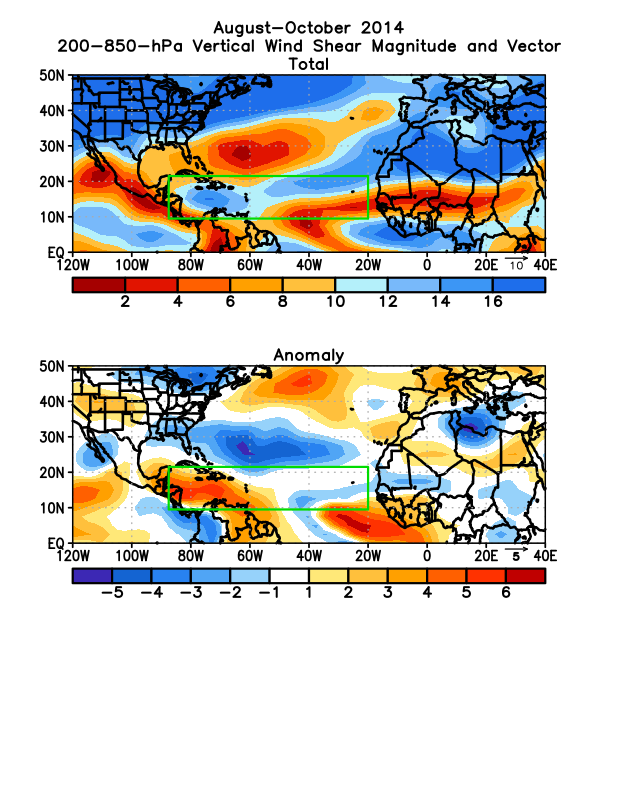 August-October 2014
200-850-hPa Vertical Wind Shear Magnitude and Vector
Total
50N
40N
30N
20N
10N
EQ
120W 100W 80W 60W 40W 20W 0 20E 40E
10
2 4 6 8 10 12 14 16
Anomaly
50N
40N
30N
20N
10N
EQ
120W 100W 80W 60W 40W 20W 0 20E 40E
5
-5 -4 -3 -2 -1 1 2 3 4 5 6